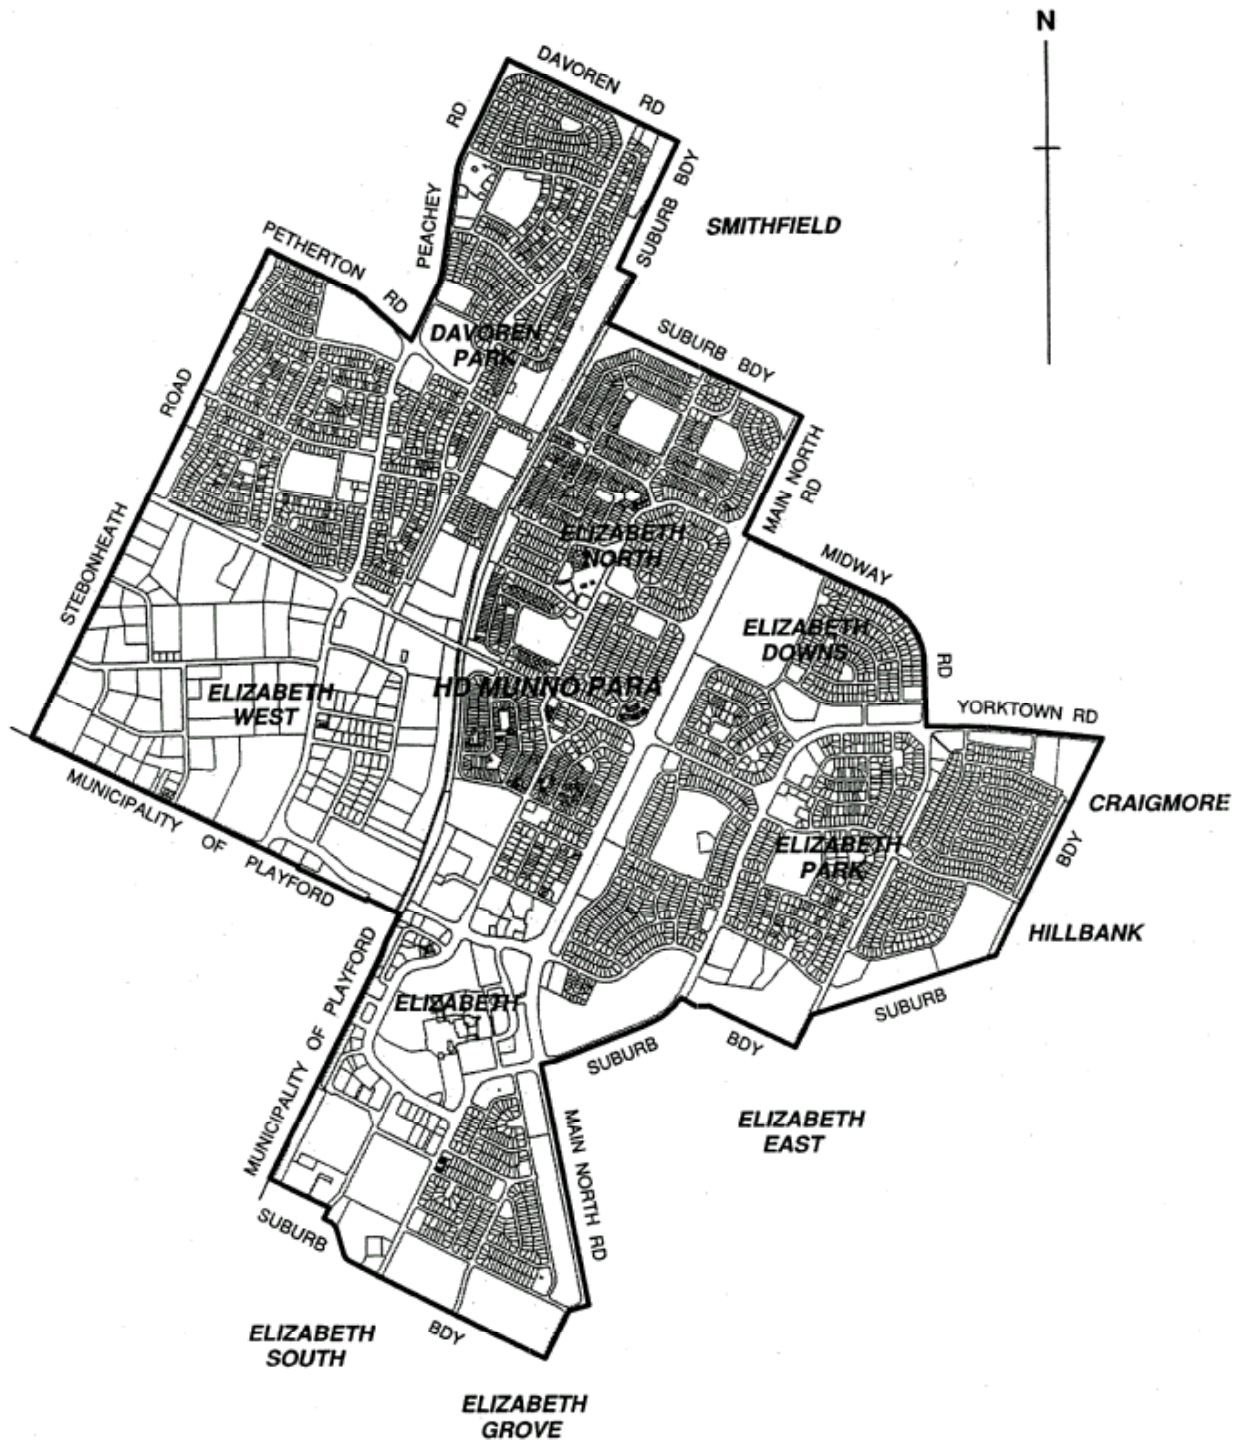 N
DAVOREN RD
RD
PEACHEY
SUBURB BDY
SMITHFIELD
PETHERTON
RD
DAVOREN
PARK
SUBURB BDY
ROAD
STEBONHEATH
MAIN NORTH
RD
ELIZABETH
NORTH
MIDWAY
RD
ELIZABETH
DOWNS
ELIZABETH
WEST
HD MUNNO PARA
YORKTOWN RD
MUNICIPALITY OF PLAYFORD
CRAIGMORE
BDY
ELIZABETH
PARK
HILLBANK
MUNICIPALITY OF PLAYFORD
ELIZABETH
SUBURB
BDY
SUBURB
MAIN NORTH RD
ELIZABETH
EAST
SUBURB
BDY
ELIZABETH
SOUTH
ELIZABETH
GROVE